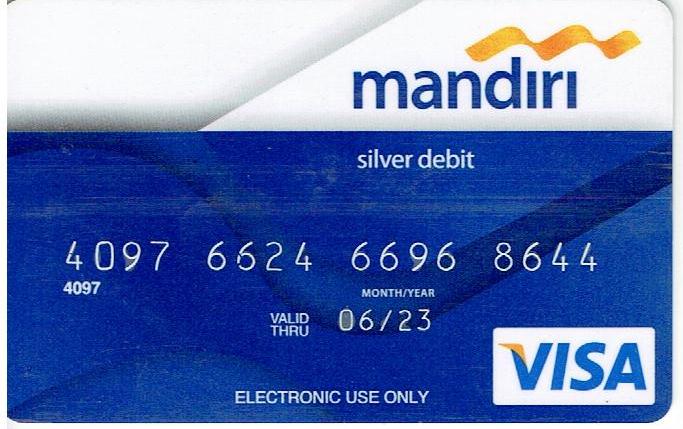 mandiri
silver debit
4097 6624 6696 8644
4097
MONTH/YEAR
VALID THRU 06/23
VISA
ELECTRONIC USE ONLY